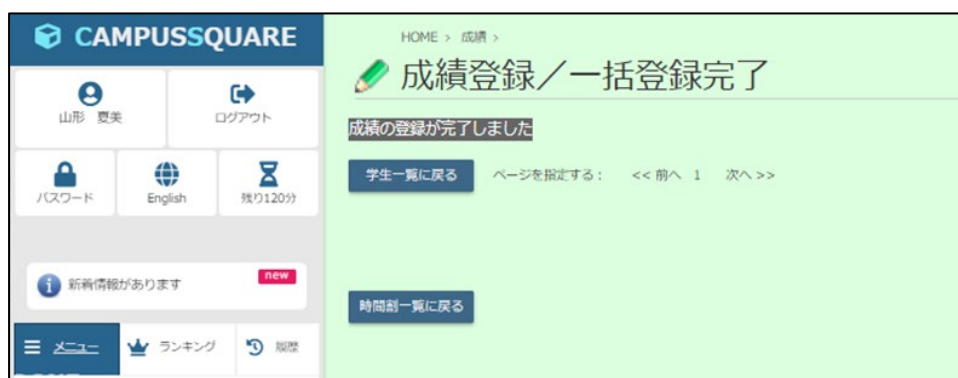 CAMPUSSQUARE
山形 夏美
ログアウト
パスワード
English
残り120分
新着情報があります
new
メニュー
ランキング
履歴
HOME > 成績 >
成績登録／一括登録完了
成績の登録が完了しました
学生一覧に戻る
ページを指定する： <<前へ 1 次へ>>
時間割一覧に戻る